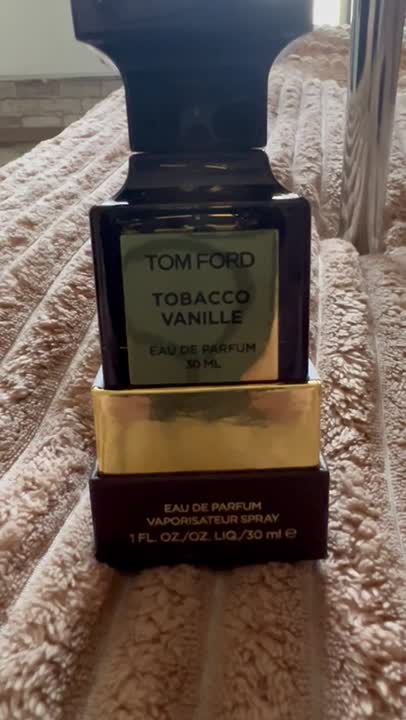 TOM FORD
TOBACCO
VANILLE
EAU DE PARFUM
30 ML
EAU DE PARFUM
VAPORISATEUR SPRAY
1 FL. OZ./OZ. LIQ./30 ml ℮